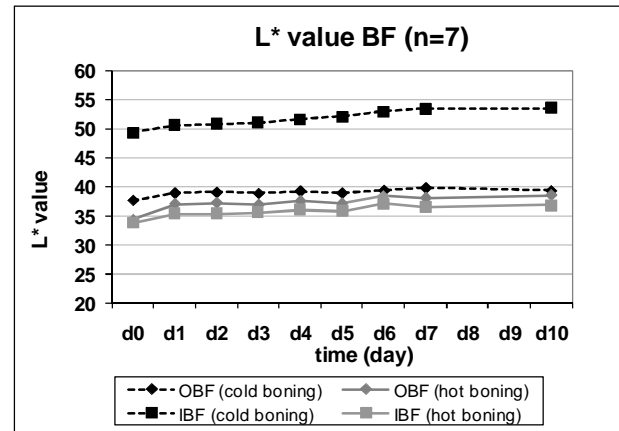 L* value BF (n=7)
60
55
50
45
40
35
30
25
20
L* value
d0 d1 d2 d3 d4 d5 d6 d7 d8 d9 d10
time (day)
OBF (cold boning) OBF (hot boning)
IBF (cold boning) IBF (hot boning)